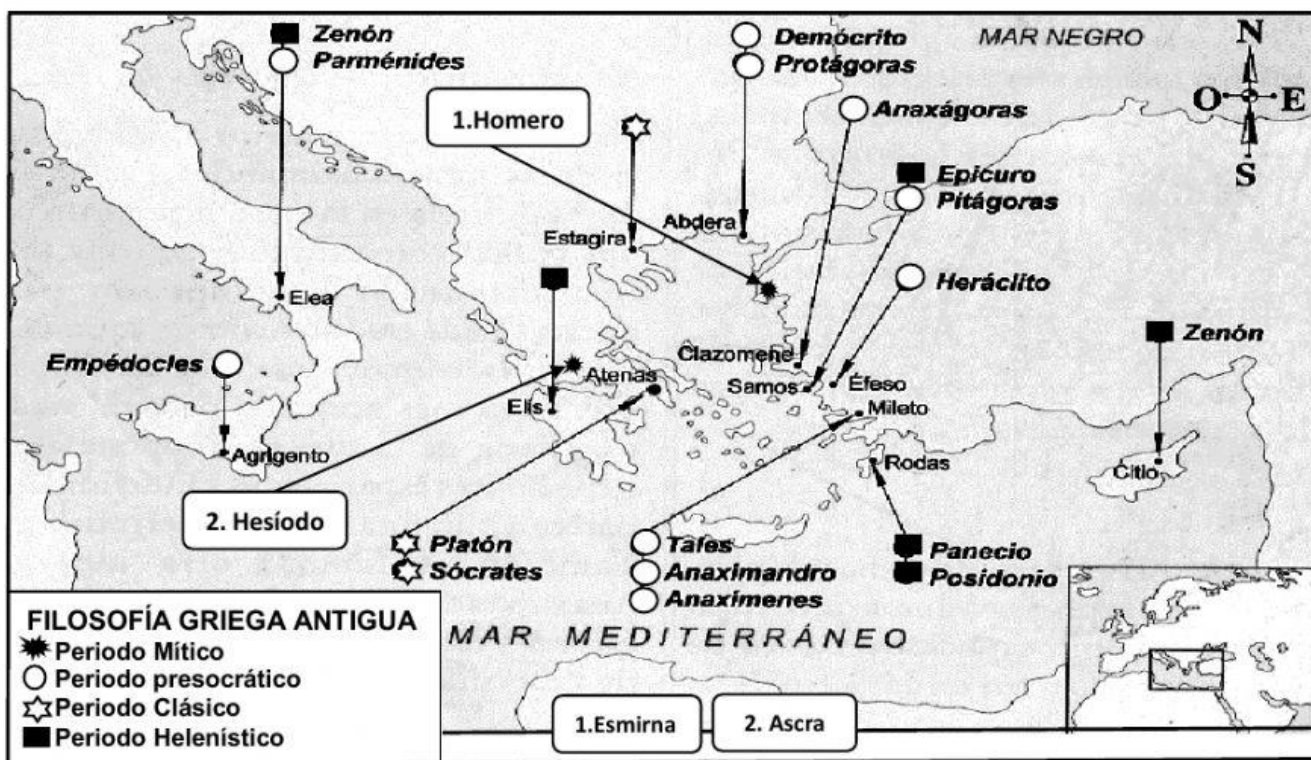 Zenón
Parménides
Demócrito
Protágoras
MAR NEGRO
N
O
E
S
1.Homero
Anaxágoras
Epicuro
Pitágoras
Abdera
Estagira
Heráclito
Elea
Zenón
Empédocles
Clazomene
Atenas
Samos
Éfeso
Elis
Mileto
Agrigento
Rodas
Citio
2. Hesíodo
Platón
Sócrates
Tales
Anaximandro
Anaxímenes
Panecio
Posidonio
FILOSOFÍA GRIEGA ANTIGUA
Periodo Mítico
Periodo presocrático
Periodo Clásico
Periodo Helenístico
MAR MEDITERRÁNEO
1.Esmirna
2. Ascra